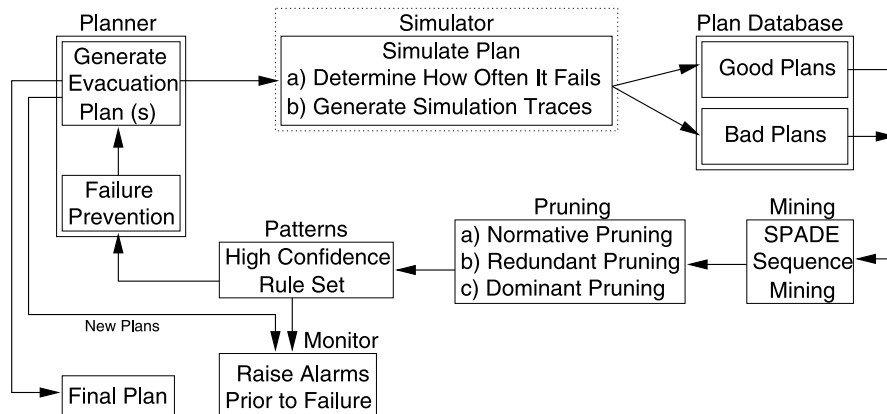 Planner
Generate
Evacuation
Plan (s)
Failure
Prevention
Simulator
Simulate Plan
a) Determine How Often It Fails
b) Generate Simulation Traces
Plan Database
Good Plans
Bad Plans
Mining
SPADE
Sequence
Mining
Pruning
a) Normative Pruning
b) Redundant Pruning
c) Dominant Pruning
Patterns
High Confidence
Rule Set
New Plans
Monitor
Raise Alarms
Prior to Failure
Final Plan